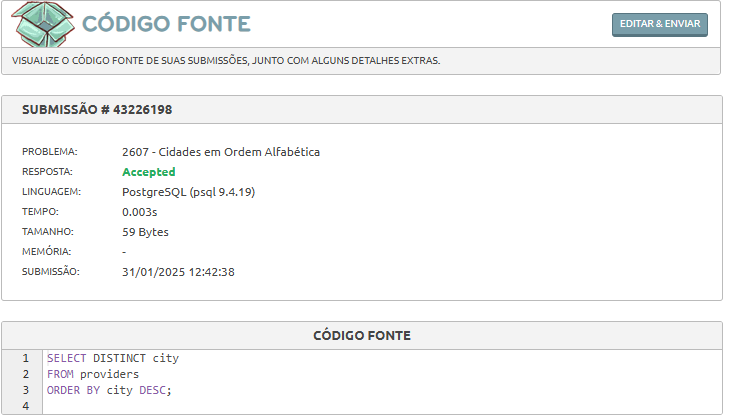 CÓDIGO FONTE
EDITAR & ENVIAR
VISUALIZE O CÓDIGO FONTE DE SUAS SUBMISSÕES, JUNTO COM ALGUNS DETALHES EXTRAS.
SUBMISSÃO # 43226198
PROBLEMA: 2607 - Cidades em Ordem Alfabética
RESPOSTA: Accepted
LINGUAGEM: PostgreSQL (psql 9.4.19)
TEMPO: 0.003s
TAMANHO: 59 Bytes
MEMÓRIA: -
SUBMISSÃO: 31/01/2025 12:42:38
CÓDIGO FONTE
1 SELECT DISTINCT city
2 FROM providers
3 ORDER BY city DESC;
4